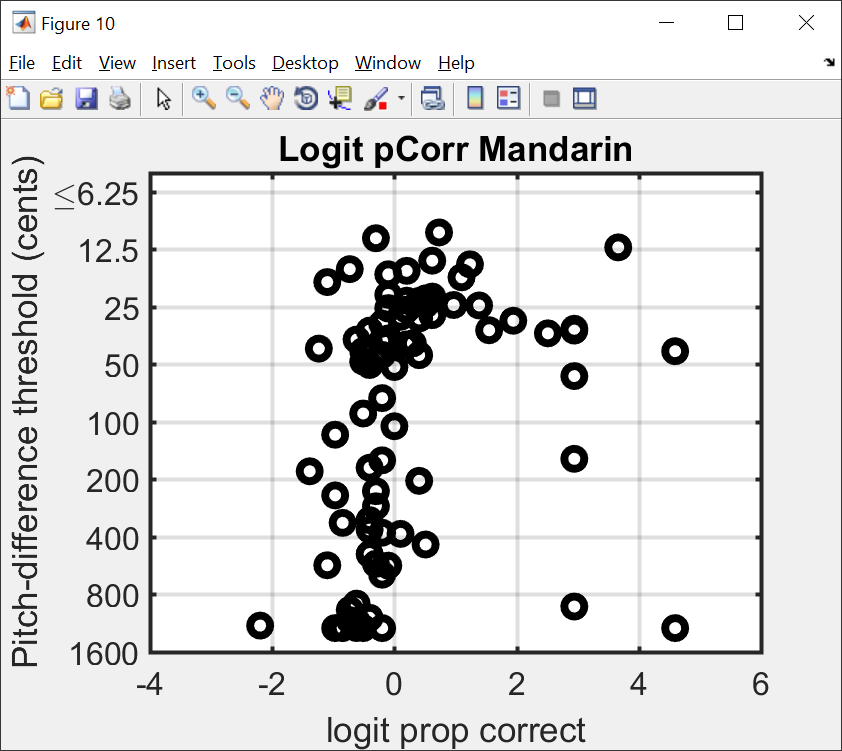 Figure 10
File Edit View Insert Tools Desktop Window Help
Logit pCorr Mandarin
Pitch-difference threshold (cents)
≤6.25
12.5
25
50
100
200
400
800
1600
-4 -2 0 2 4 6
logit prop correct